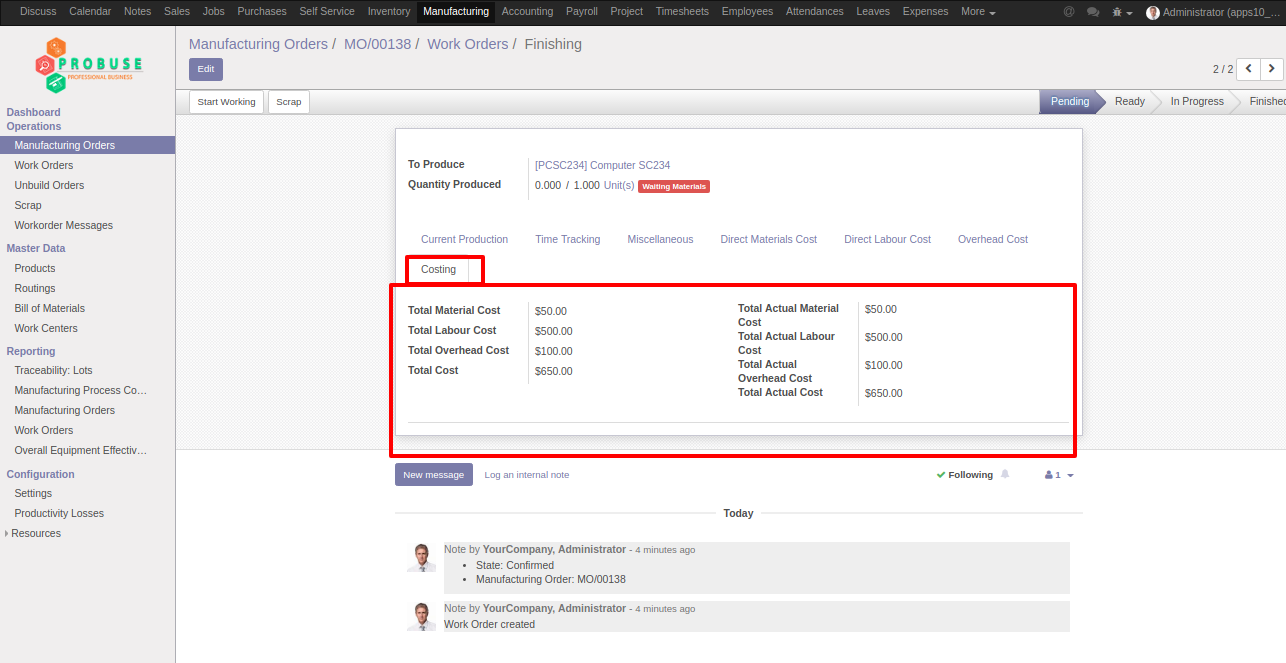 Discuss Calendar Notes Sales Jobs Purchases Self Service Inventory Manufacturing Accounting Payroll Project Timesheets Employees Attendances Leaves Expenses More @ Administrator (apps10_...
PROBUSE
PROFESSIONAL BUSINESS
Dashboard
Operations
Manufacturing Orders
Work Orders
Unbuild Orders
Scrap
Workorder Messages
Master Data
Products
Routings
Bill of Materials
Work Centers
Reporting
Traceability: Lots
Manufacturing Process Co…
Manufacturing Orders
Work Orders
Overall Equipment Effectiv…
Configuration
Settings
Productivity Losses
Resources
Manufacturing Orders / MO/00138 / Work Orders / Finishing
Edit
2 / 2
Start Working Scrap
Pending Ready In Progress Finished
To Produce [PCSC234] Computer SC234
Quantity Produced 0.000 / 1.000 Unit(s) Waiting Materials
Current Production Time Tracking Miscellaneous Direct Materials Cost Direct Labour Cost Overhead Cost
Costing
Total Material Cost $50.00
Total Labour Cost $500.00
Total Overhead Cost $100.00
Total Cost $650.00
Total Actual Material $50.00
Cost
Total Actual Labour $500.00
Cost
Total Actual $100.00
Overhead Cost
Total Actual Cost $650.00
New message Log an internal note
Following 1
Today
Note by YourCompany, Administrator - 4 minutes ago
• State: Confirmed
• Manufacturing Order: MO/00138
Note by YourCompany, Administrator - 4 minutes ago
Work Order created